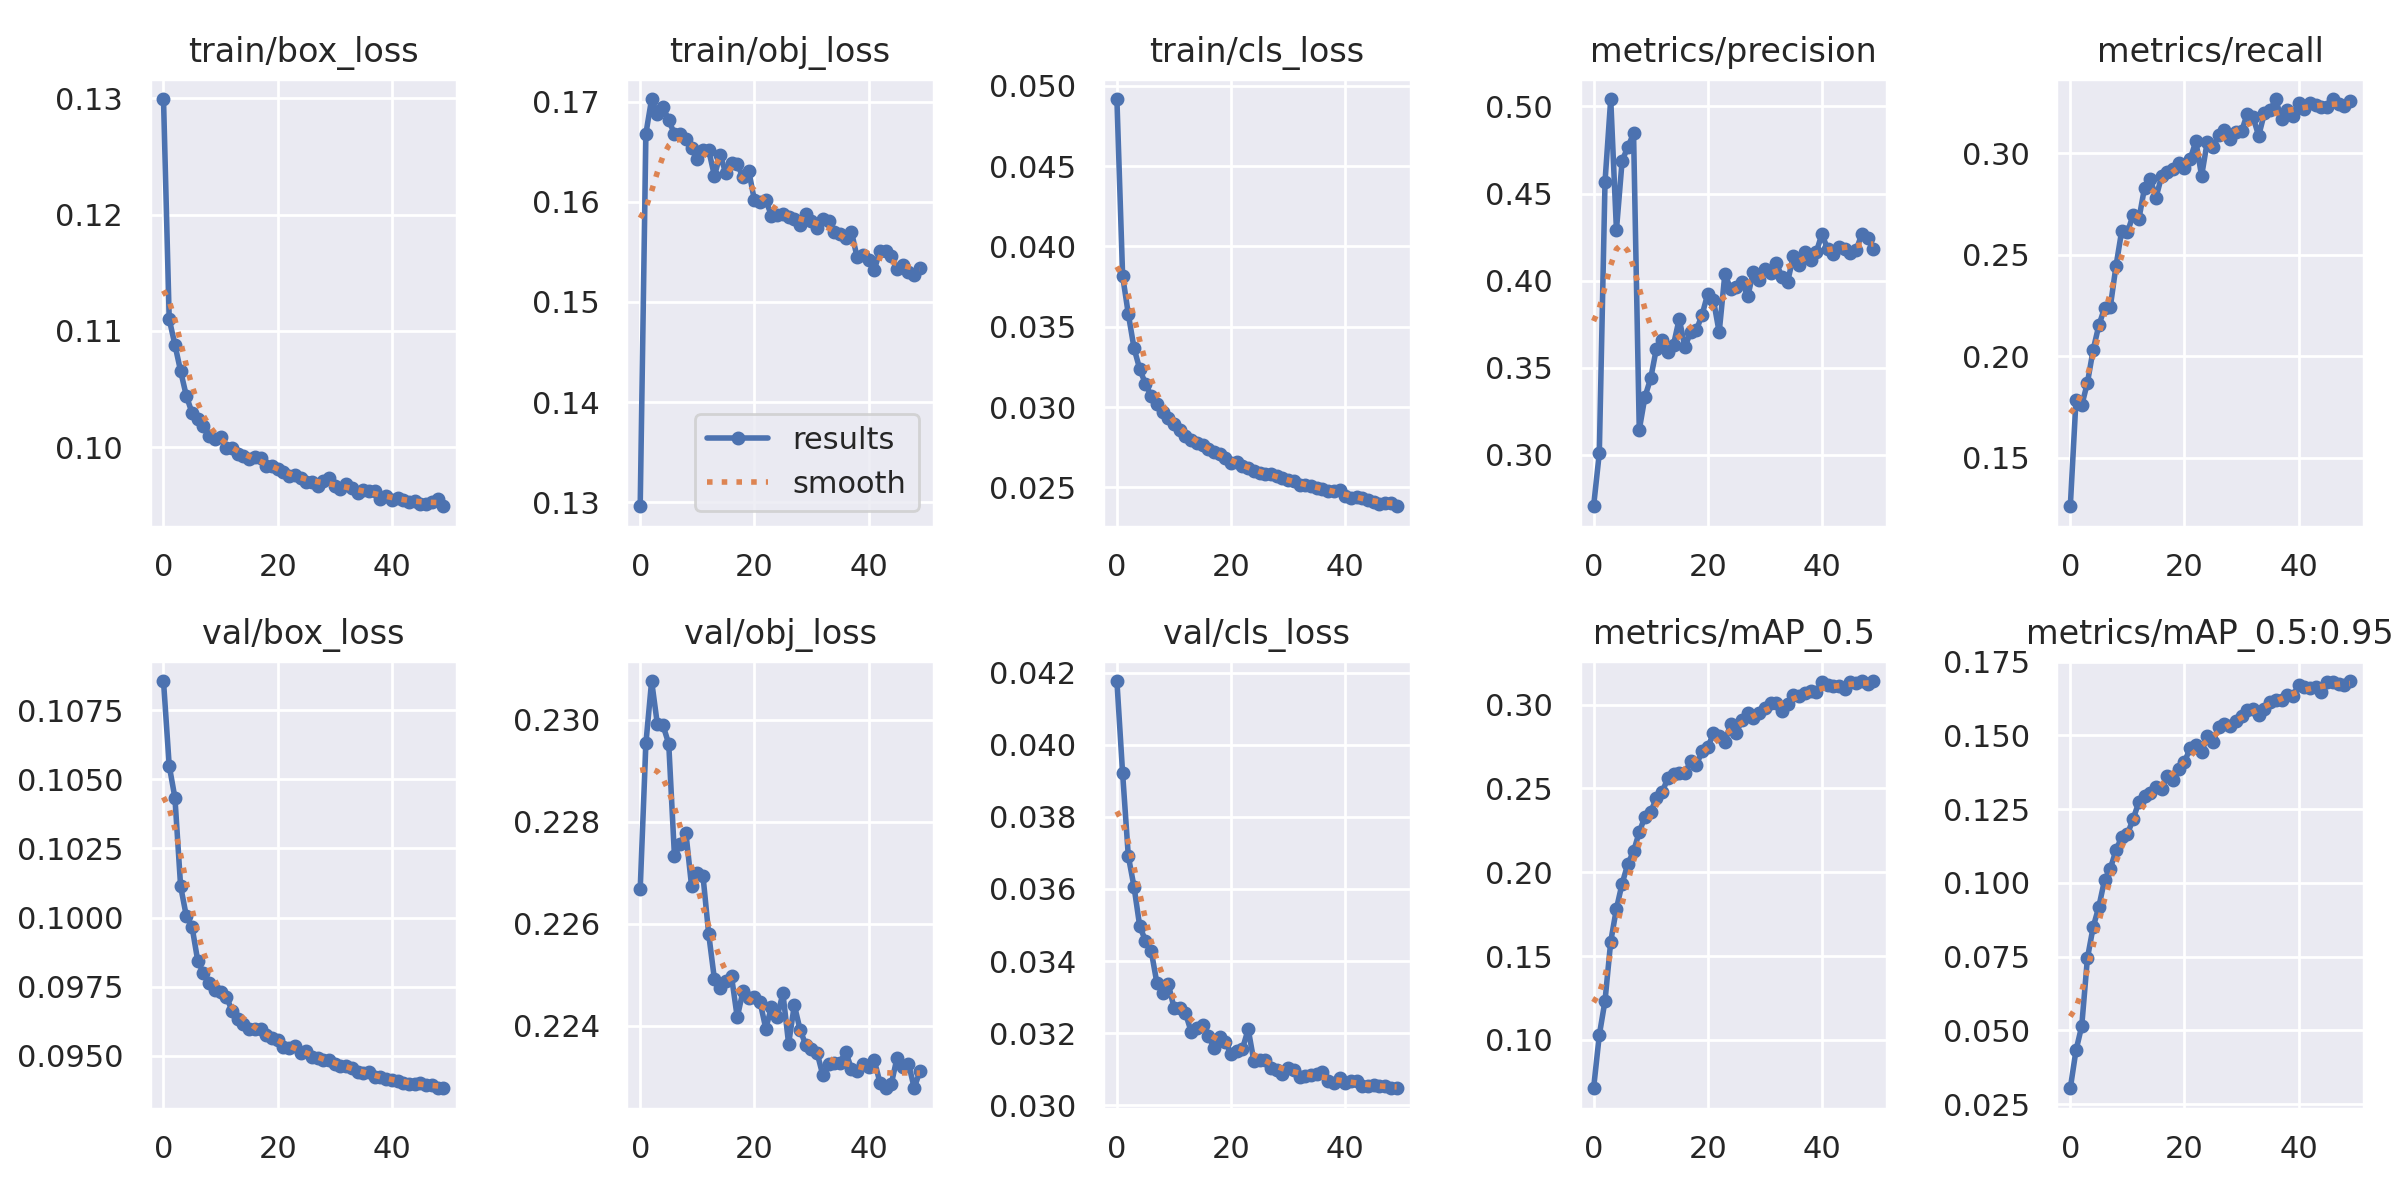 train/box_loss
0.13
0.12
0.11
0.10
0 20 40
train/obj_loss
0.17
0.16
0.15
0.14
0.13
results
smooth
0 20 40
train/cls_loss
0.050
0.045
0.040
0.035
0.030
0.025
0 20 40
metrics/precision
0.50
0.45
0.40
0.35
0.30
0 20 40
metrics/recall
0.30
0.25
0.20
0.15
0 20 40
val/box_loss
0.1075
0.1050
0.1025
0.1000
0.0975
0.0950
0 20 40
val/obj_loss
0.230
0.228
0.226
0.224
0 20 40
val/cls_loss
0.042
0.040
0.038
0.036
0.034
0.032
0.030
0 20 40
metrics/mAP_0.5
0.30
0.25
0.20
0.15
0.10
0 20 40
metrics/mAP_0.5:0.95
0.175
0.150
0.125
0.100
0.075
0.050
0.025
0 20 40